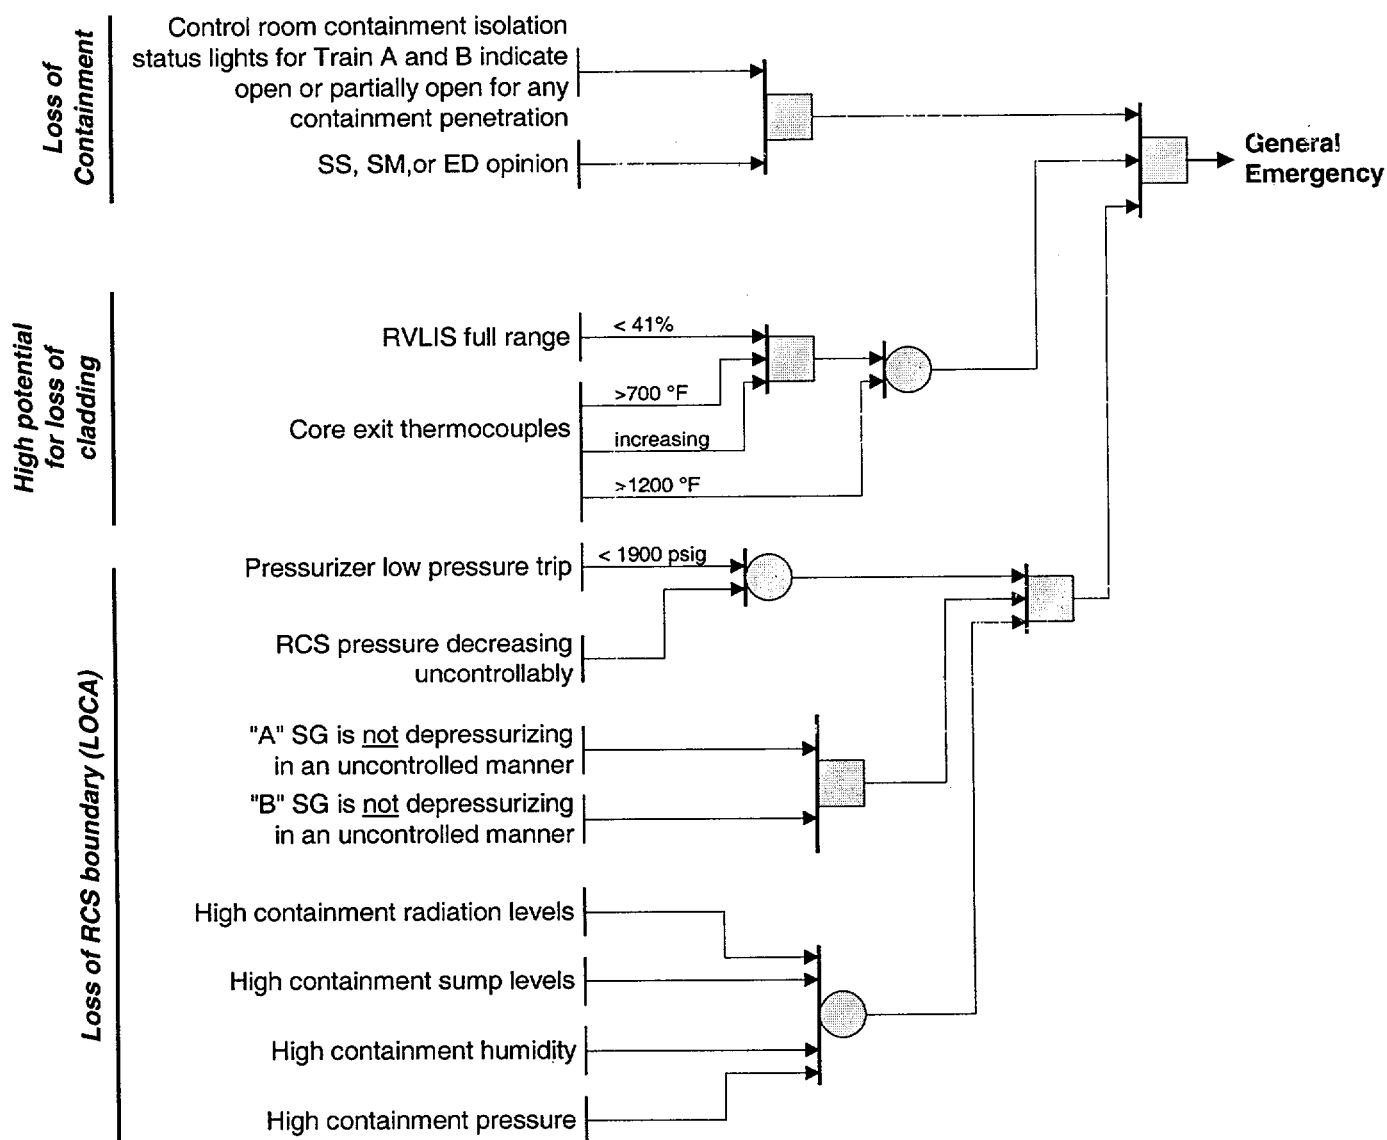 Loss of
Containment
Control room containment isolation
status lights for Train A and B indicate
open or partially open for any
containment penetration
SS, SM,or ED opinion
General
Emergency
High potential
for loss of
cladding
RVLIS full range
< 41%
Core exit thermocouples
>700 °F
increasing
>1200 °F
Loss of RCS boundary (LOCA)
Pressurizer low pressure trip
< 1900 psig
RCS pressure decreasing
uncontrollably
"A" SG is not depressurizing
in an uncontrolled manner
"B" SG is not depressurizing
in an uncontrolled manner
High containment radiation levels
High containment sump levels
High containment humidity
High containment pressure